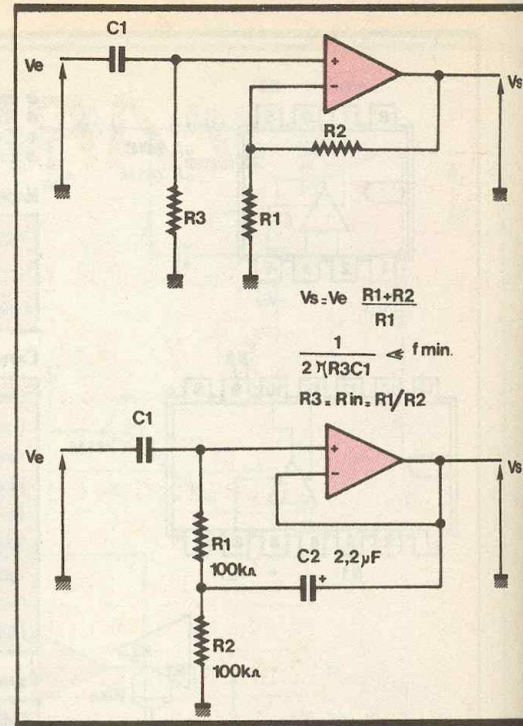 C1
Ve
+
-
Vs
R2
R3
R1
Vs=Ve R1+R2
R1
1
2π(R3C1 ≪ f min.
R3=Rin=R1/R2
C1
Ve
+
-
Vs
R1
100kΩ
C2 2,2µF
+
R2
100kΩ